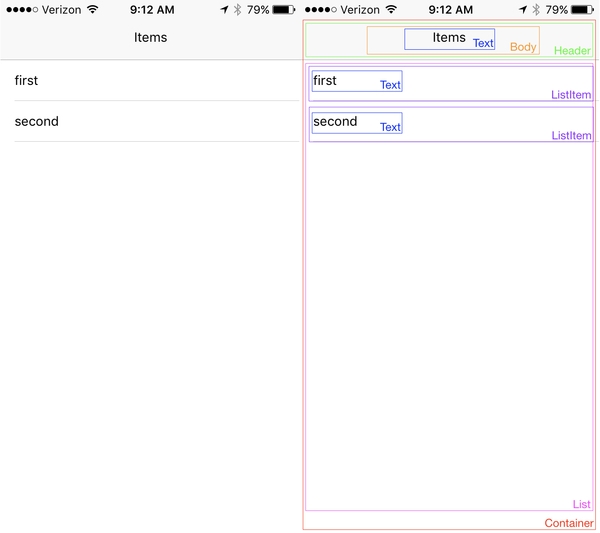 Verizon 9:12 AM 79%
Items
first
second
Verizon 9:12 AM 79%
Items Text Body Header
first Text ListItem
second Text ListItem
List
Container